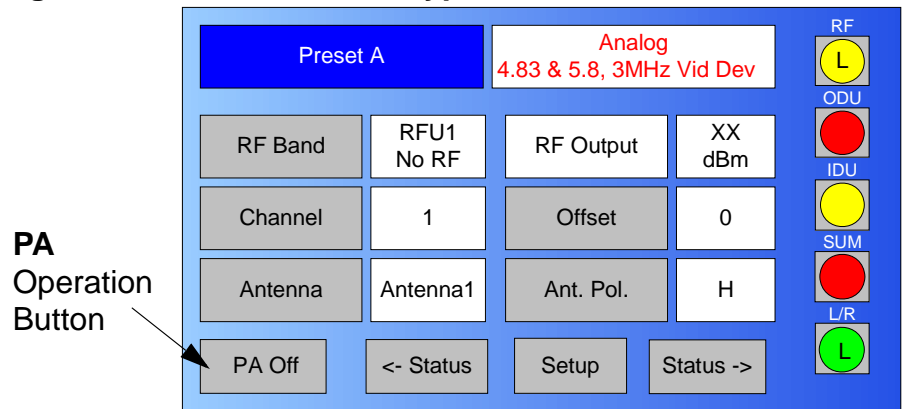 Preset A
Analog
4.83 & 5.8, 3MHz Vid Dev
RF
L
ODU
RF Band
RFU1
No RF
RF Output
XX
dBm
IDU
Channel
1
Offset
0
SUM
Antenna
Antenna1
Ant. Pol.
H
L/R
L
PA
Operation
Button
PA Off
<- Status
Setup
Status ->